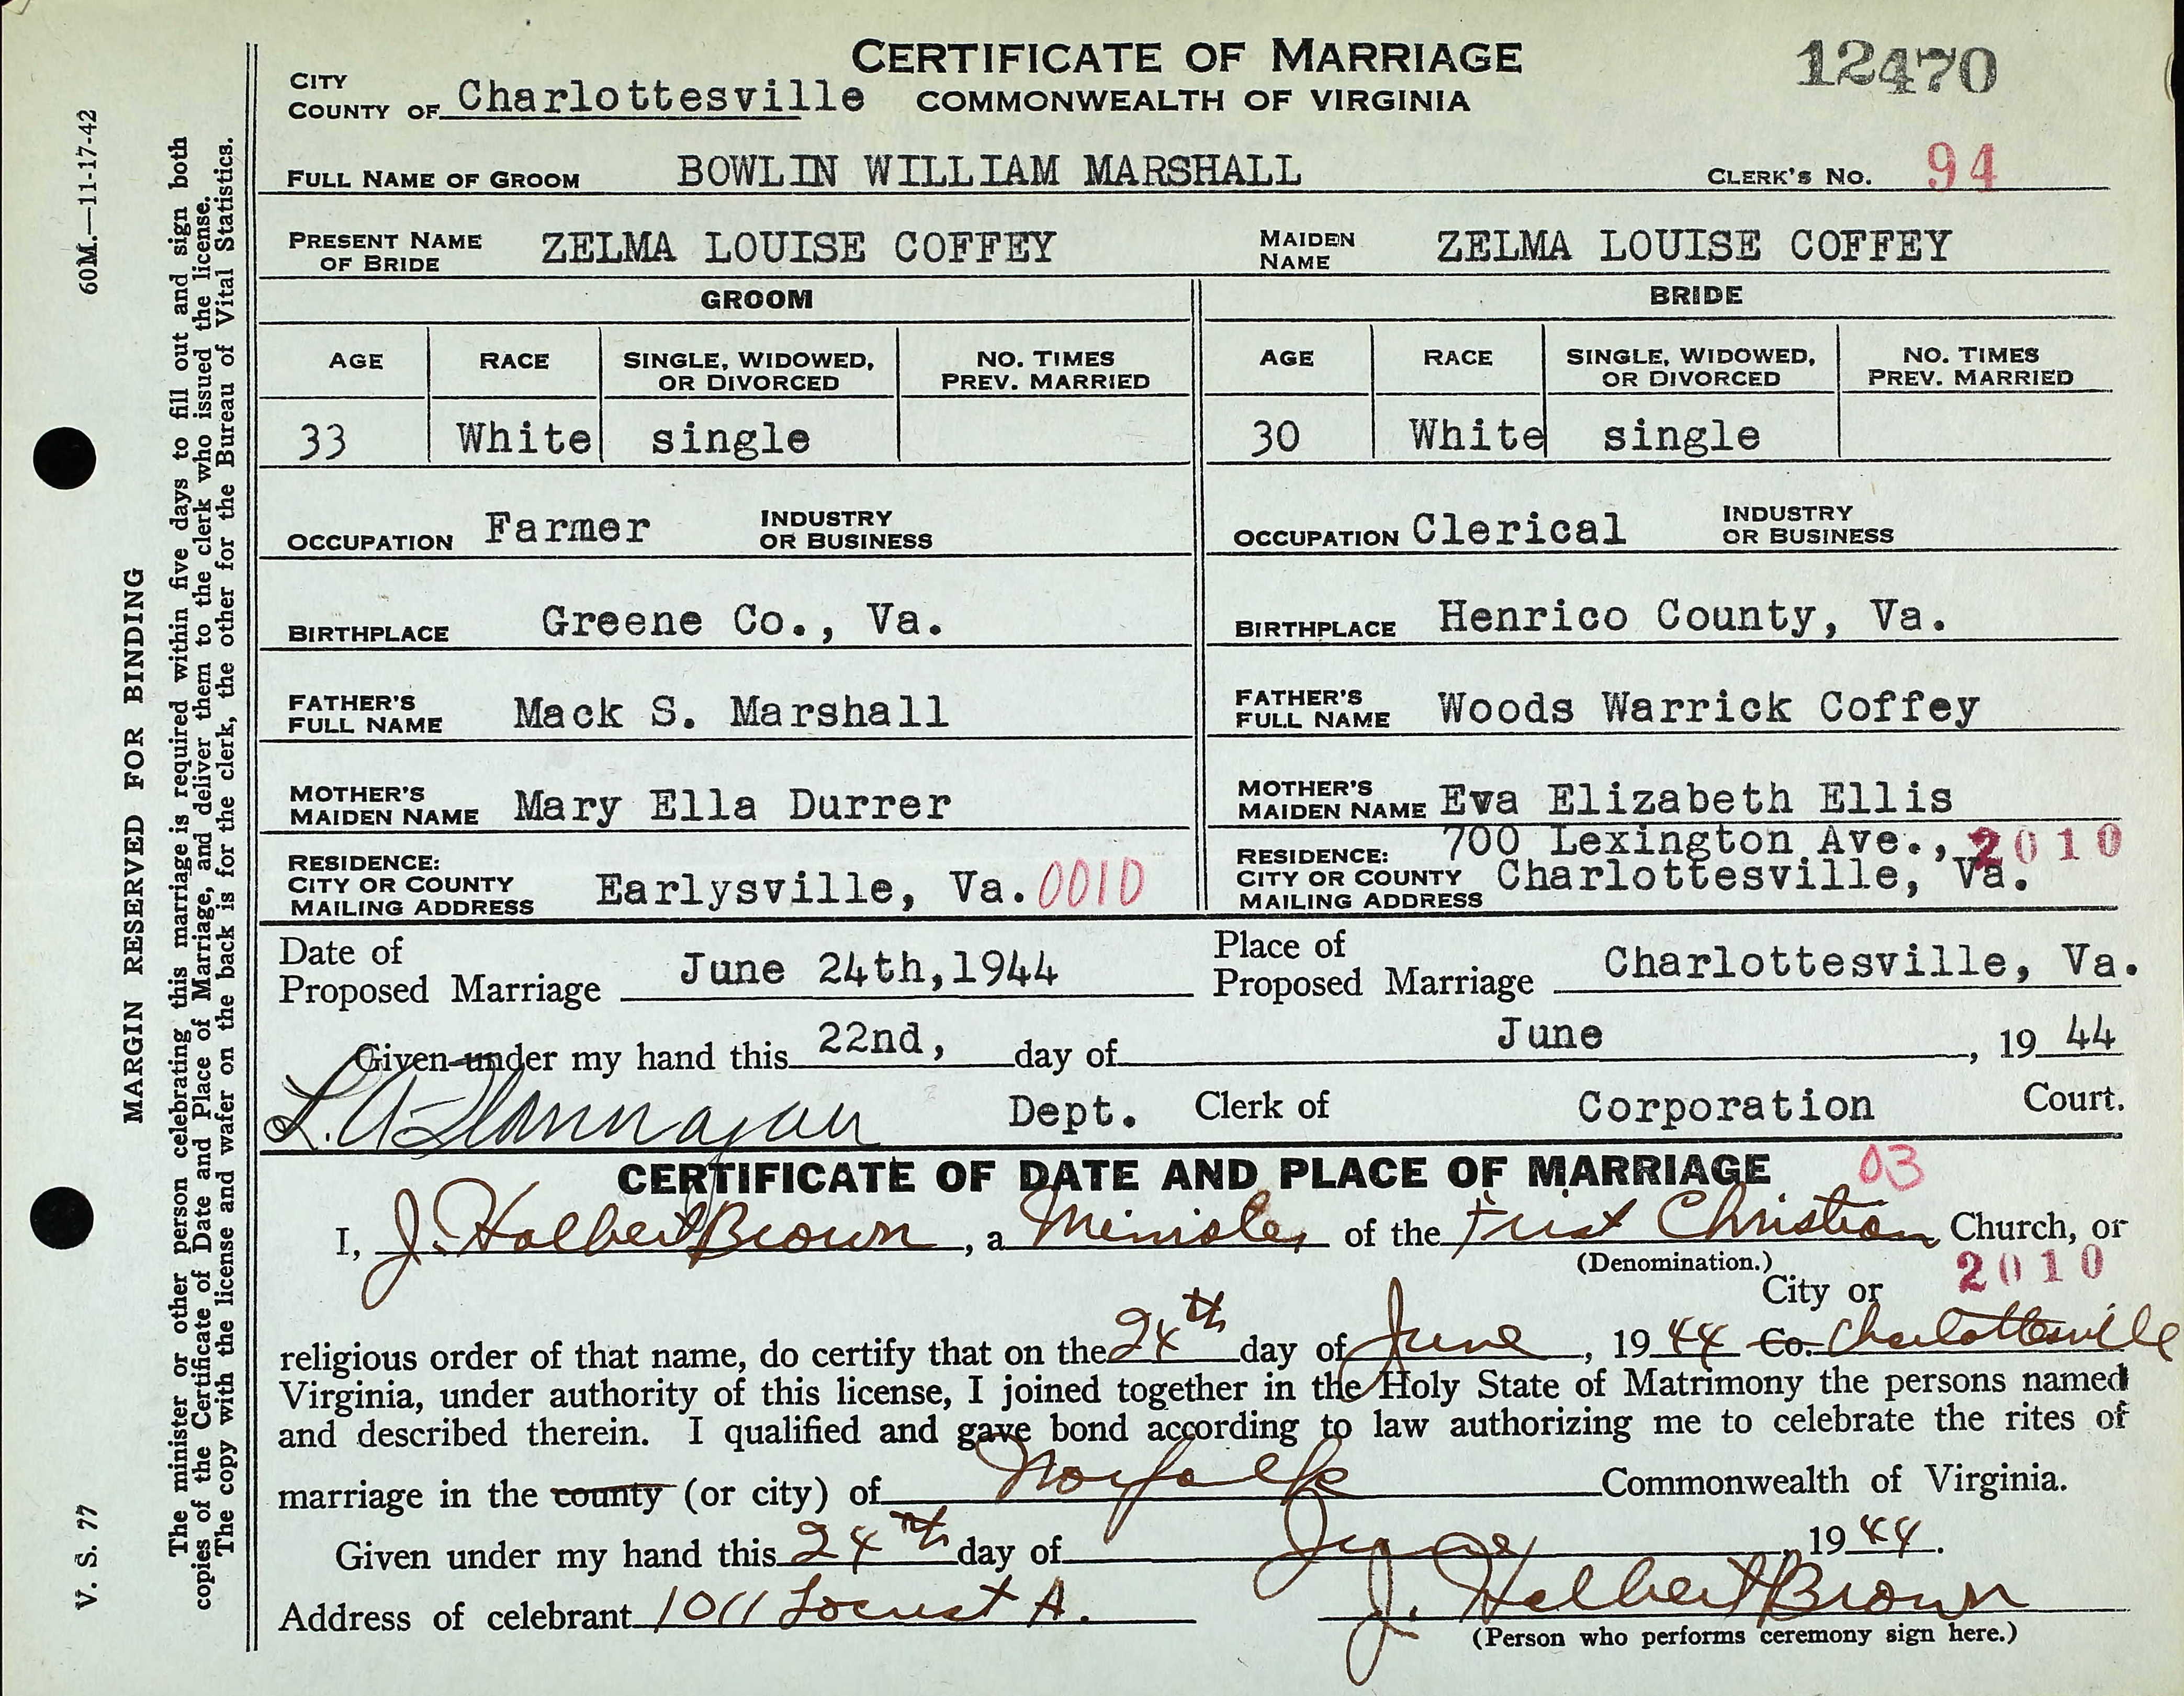 CERTIFICATE OF MARRIAGE
12470
CITY
COUNTY OF Charlottesville COMMONWEALTH OF VIRGINIA
FULL NAME OF GROOM BOWLIN WILLIAM MARSHALL CLERK'S NO. 94
PRESENT NAME OF BRIDE ZELMA LOUISE COFFEY MAIDEN NAME ZELMA LOUISE COFFEY
GROOM BRIDE
AGE RACE SINGLE, WIDOWED, OR DIVORCED NO. TIMES PREV. MARRIED AGE RACE SINGLE, WIDOWED, OR DIVORCED NO. TIMES PREV. MARRIED
33 White single 30 White single
OCCUPATION Farmer INDUSTRY OR BUSINESS OCCUPATION Clerical INDUSTRY OR BUSINESS
BIRTHPLACE Greene Co., Va. BIRTHPLACE Henrico County, Va.
FATHER'S FULL NAME Mack S. Marshall FATHER'S FULL NAME Woods Warrick Coffey
MOTHER'S MAIDEN NAME Mary Ella Durrer MOTHER'S MAIDEN NAME Eva Elizabeth Ellis
RESIDENCE: CITY OR COUNTY MAILING ADDRESS Earlysville, Va. 0010 RESIDENCE: CITY OR COUNTY MAILING ADDRESS 700 Lexington Ave., Charlottesville, Va. 2010
Date of Proposed Marriage June 24th, 1944 Place of Proposed Marriage Charlottesville, Va.
Given under my hand this 22nd, day of June, 19 44
Dept. Clerk of Corporation Court.
CERTIFICATE OF DATE AND PLACE OF MARRIAGE 03
I, J. Halbert Brown, a Minister of the First Christian Church, or
(Denomination.) 2010
City or
religious order of that name, do certify that on the 24th day of June, 19 44 Co. Charlottesville
Virginia, under authority of this license, I joined together in the Holy State of Matrimony the persons named
and described therein. I qualified and gave bond according to law authorizing me to celebrate the rites of
marriage in the county (or city) of Norfolk Commonwealth of Virginia.
Given under my hand this 24th day of June, 19 44.
Address of celebrant 1011 Locust A. J. Halbert Brown
(Person who performs ceremony sign here.)
60M.—11-17-42
MARGIN RESERVED FOR BINDING
V. S. 77
The minister or other person celebrating this marriage is required within five days to fill out and sign both
copies of the Certificate of Date and Place of Marriage, and deliver them to the clerk who issued the license.
The copy with the license and wafer on the back is for the clerk, the other for the Bureau of Vital Statistics.